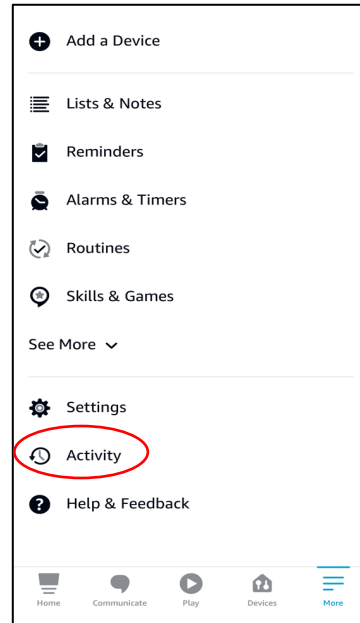 Add a Device
Lists & Notes
Reminders
Alarms & Timers
Routines
Skills & Games
See More
Settings
Activity
Help & Feedback
Home Communicate Play Devices More